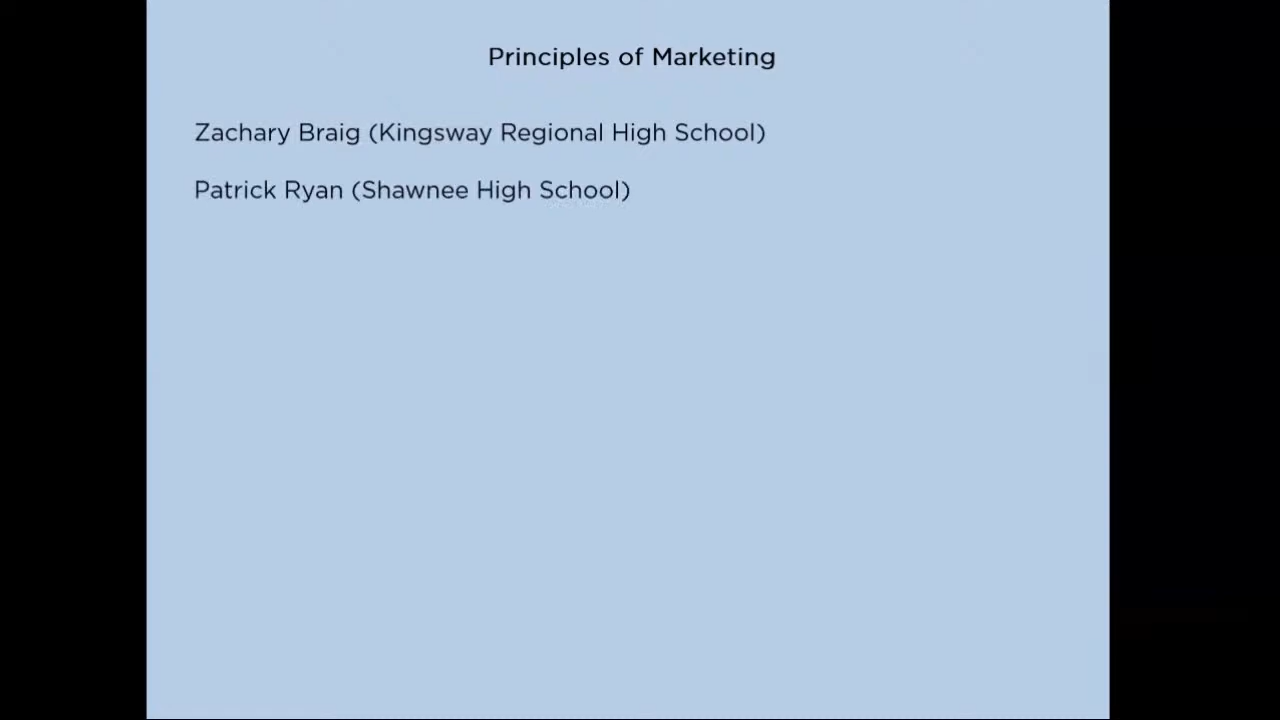 Principles of Marketing
Zachary Braig (Kingsway Regional High School)
Patrick Ryan (Shawnee High School)